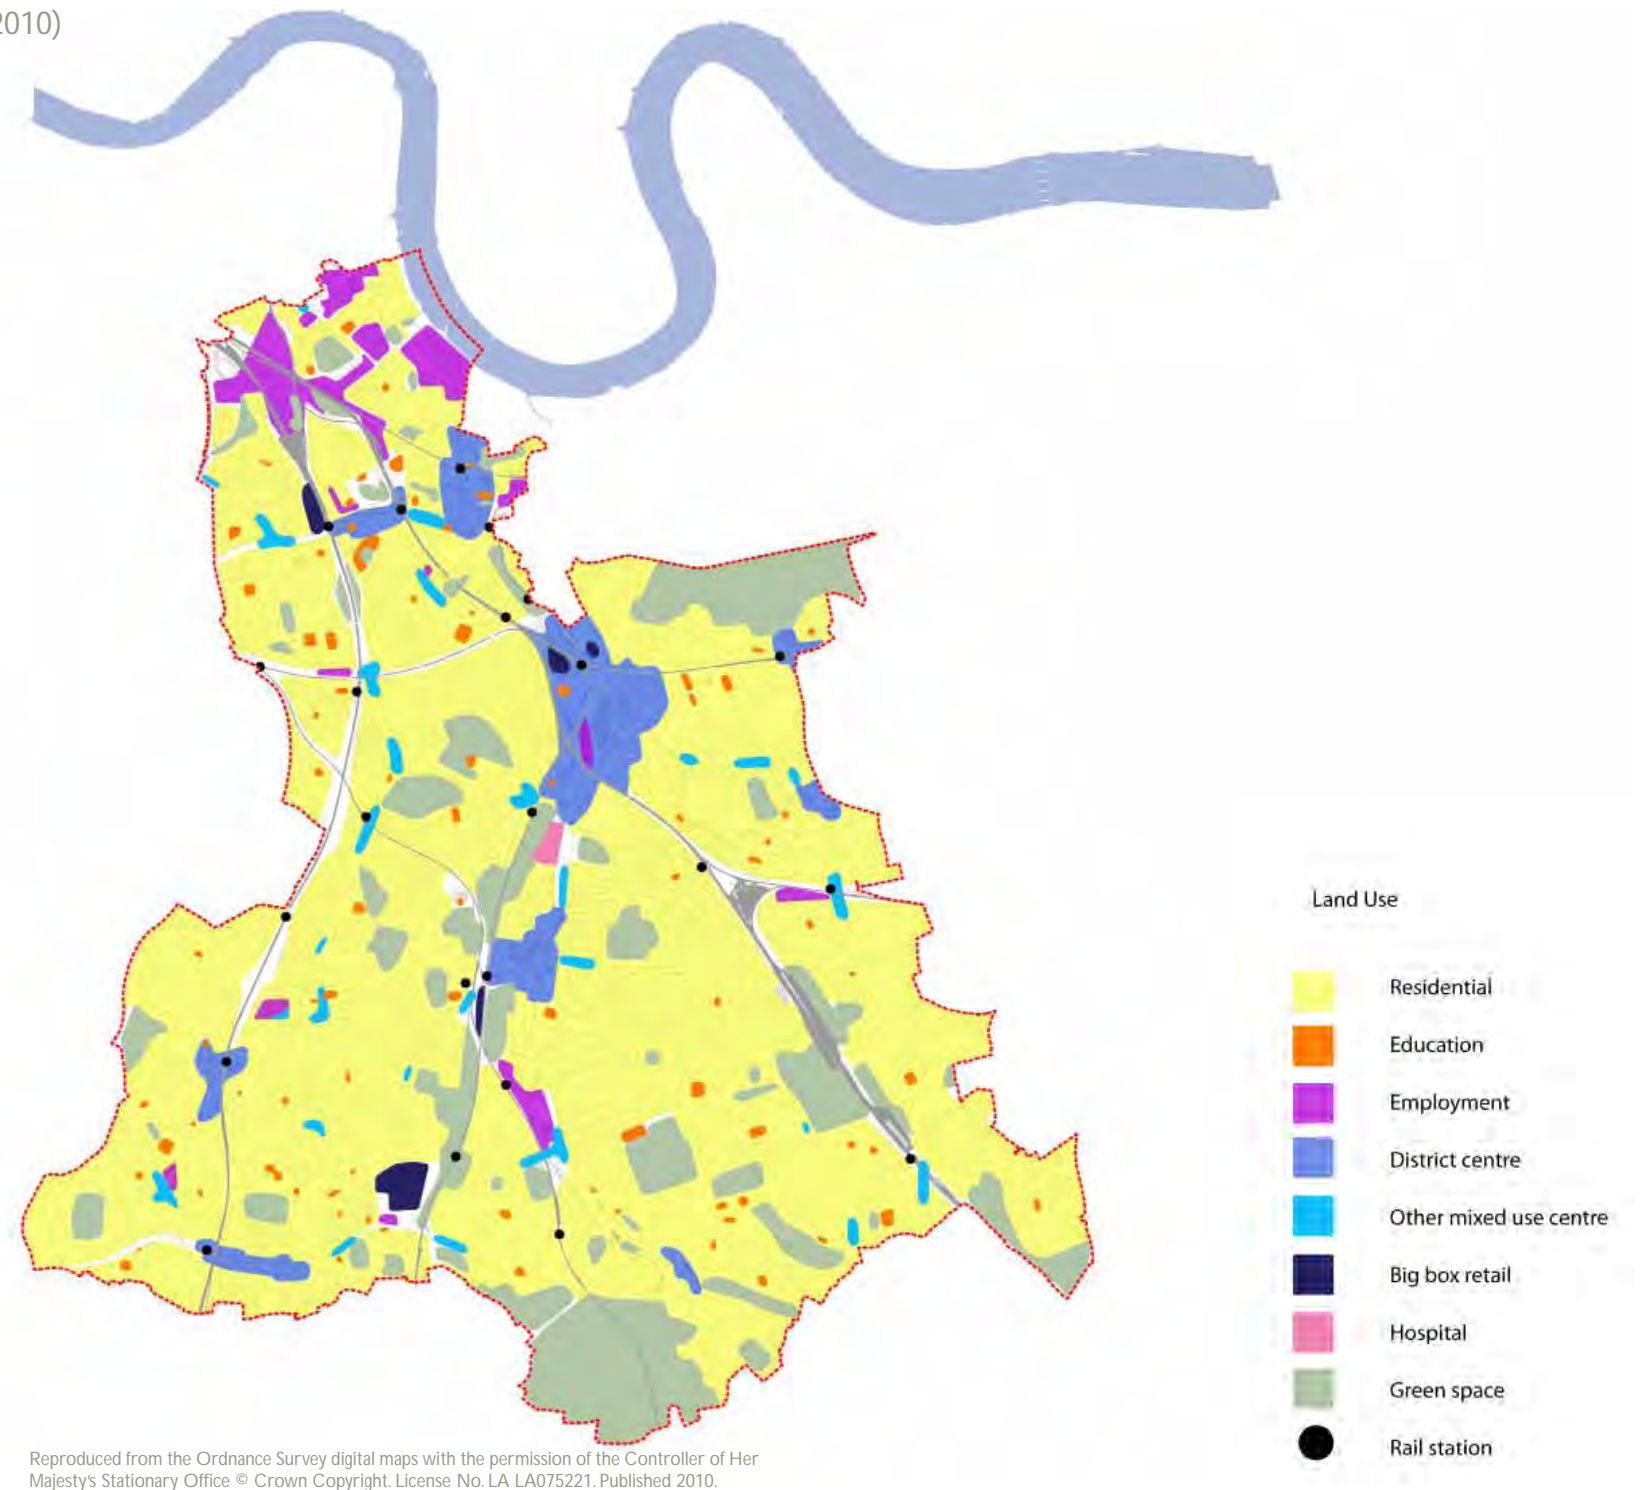 2010)
Land Use
Residential
Education
Employment
District centre
Other mixed use centre
Big box retail
Hospital
Green space
Rail station
Reproduced from the Ordnance Survey digital maps with the permission of the Controller of Her
Majesty's Stationary Office © Crown Copyright. License No. LA LA075221. Published 2010.